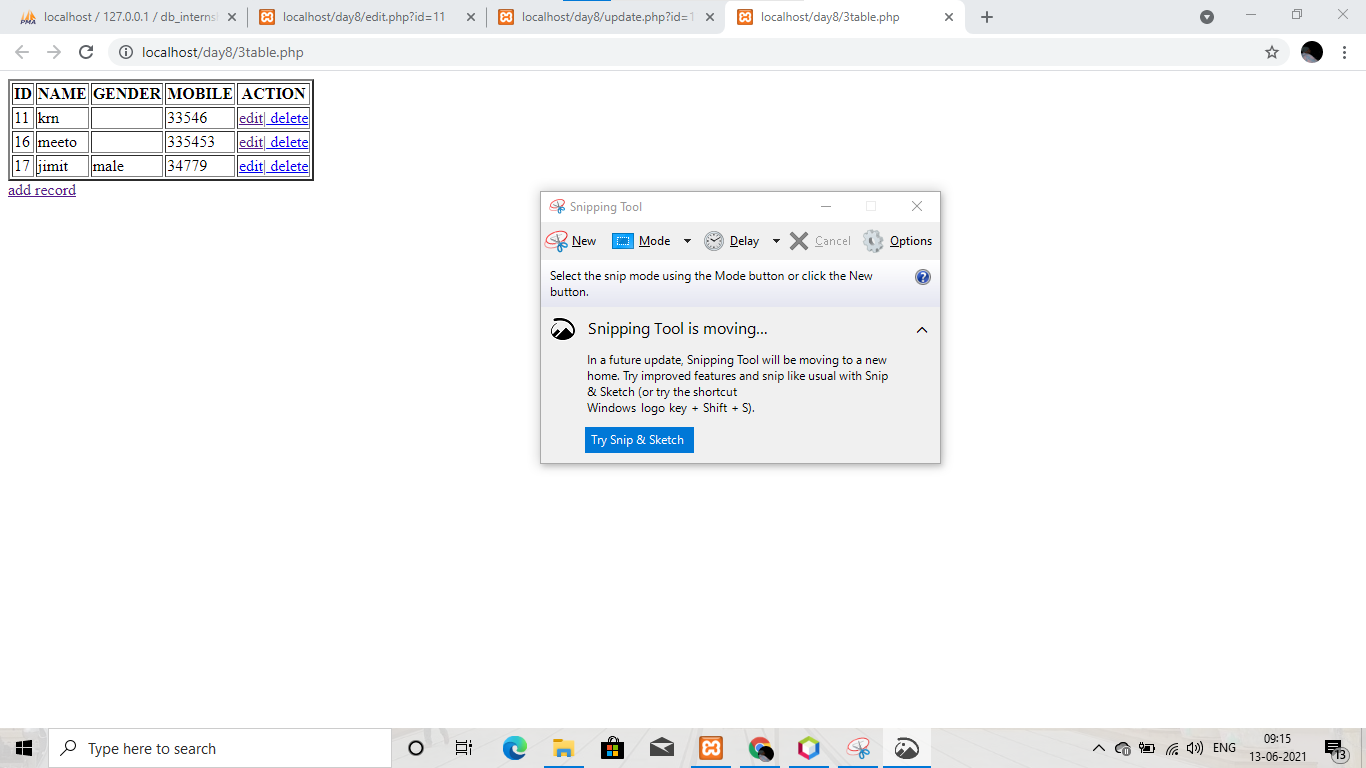 localhost / 127.0.0.1 / db_interns
localhost/day8/edit.php?id=11
localhost/day8/update.php?id=1
localhost/day8/3table.php
localhost/day8/3table.php
ID NAME GENDER MOBILE ACTION
11 krn 33546 edit| delete
16 meeto 335453 edit| delete
17 jimit male 34779 edit| delete
add record
Snipping Tool
New Mode Delay Cancel Options
Select the snip mode using the Mode button or click the New
button.
Snipping Tool is moving...
In a future update, Snipping Tool will be moving to a new
home. Try improved features and snip like usual with Snip
& Sketch (or try the shortcut
Windows logo key + Shift + S).
Try Snip & Sketch
Type here to search
ENG
09:15
13-06-2021
13
PMA